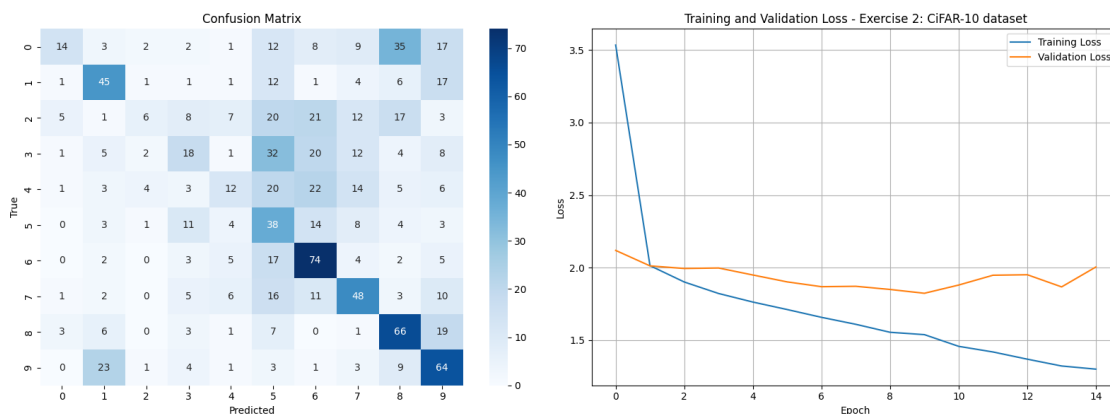 Confusion Matrix
0 14 3 2 2 1 12 8 9 35 17
1 1 45 1 1 1 12 1 4 6 17
2 5 1 6 8 7 20 21 12 17 3
3 1 5 2 18 1 32 20 12 4 8
4 1 3 4 3 12 20 22 14 5 6
5 0 3 1 11 4 38 14 8 4 3
6 0 2 0 3 5 17 74 4 2 5
7 1 2 0 5 6 16 11 48 3 10
8 3 6 0 3 1 7 0 1 66 19
9 0 23 1 4 1 3 1 3 9 64
0 1 2 3 4 5 6 7 8 9
True
Predicted
70
60
50
40
30
20
10
0
Training and Validation Loss - Exercise 2: CiFAR-10 dataset
Training Loss
Validation Loss
3.5
3.0
2.5
2.0
1.5
Loss
0 2 4 6 8 10 12 14
Epoch